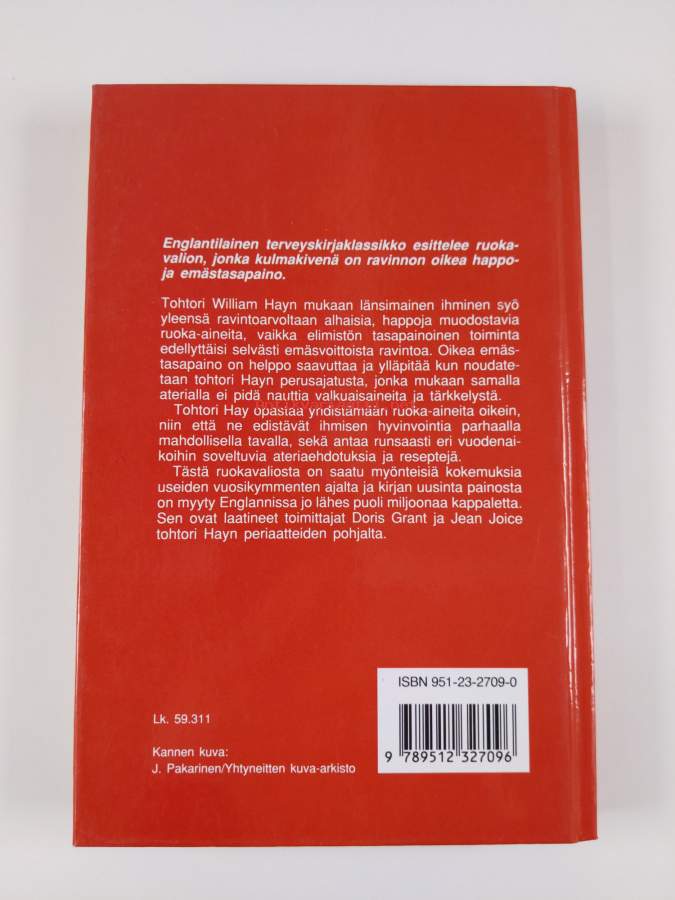 Englantilainen terveyskirjaklassikko esittelee ruoka-
valion, jonka kulmakivenä on ravinnon oikea happo-
ja emästasapaino.
Tohtori William Hayn mukaan länsimainen ihminen syö
yleensä ravintoarvoltaan alhaisia, happoja muodostavia
ruoka-aineita, vaikka elimistön tasapainoinen toiminta
edellyttäisi selvästi emäsvoittoista ravintoa. Oikea emäs-
tasapaino on helppo saavuttaa ja ylläpitää kun noudate-
taan tohtori Hayn perusajatusta, jonka mukaan samalla
aterialla ei pidä nauttia valkuaisaineita ja tärkkelystä.
Tohtori Hay opastaa yhdistämään ruoka-aineita oikein,
niin että ne edistävät ihmisen hyvinvointia parhaalla
mahdollisella tavalla, sekä antaa runsaasti eri vuodenai-
koihin soveltuvia ateriaehdotuksia ja reseptejä.
Tästä ruokavaliosta on saatu myönteisiä kokemuksia
useiden vuosikymmenten ajalta ja kirjan uusinta painosta
on myyty Englannissa jo lähes puoli miljoonaa kappaletta.
Sen ovat laatineet toimittajat Doris Grant ja Jean Joice
tohtori Hayn periaatteiden pohjalta.
ISBN 951-23-2709-0
9 789512 327096
Lk. 59.311
Kannen kuva:
J. Pakarinen/Yhtyneitten kuva-arkisto